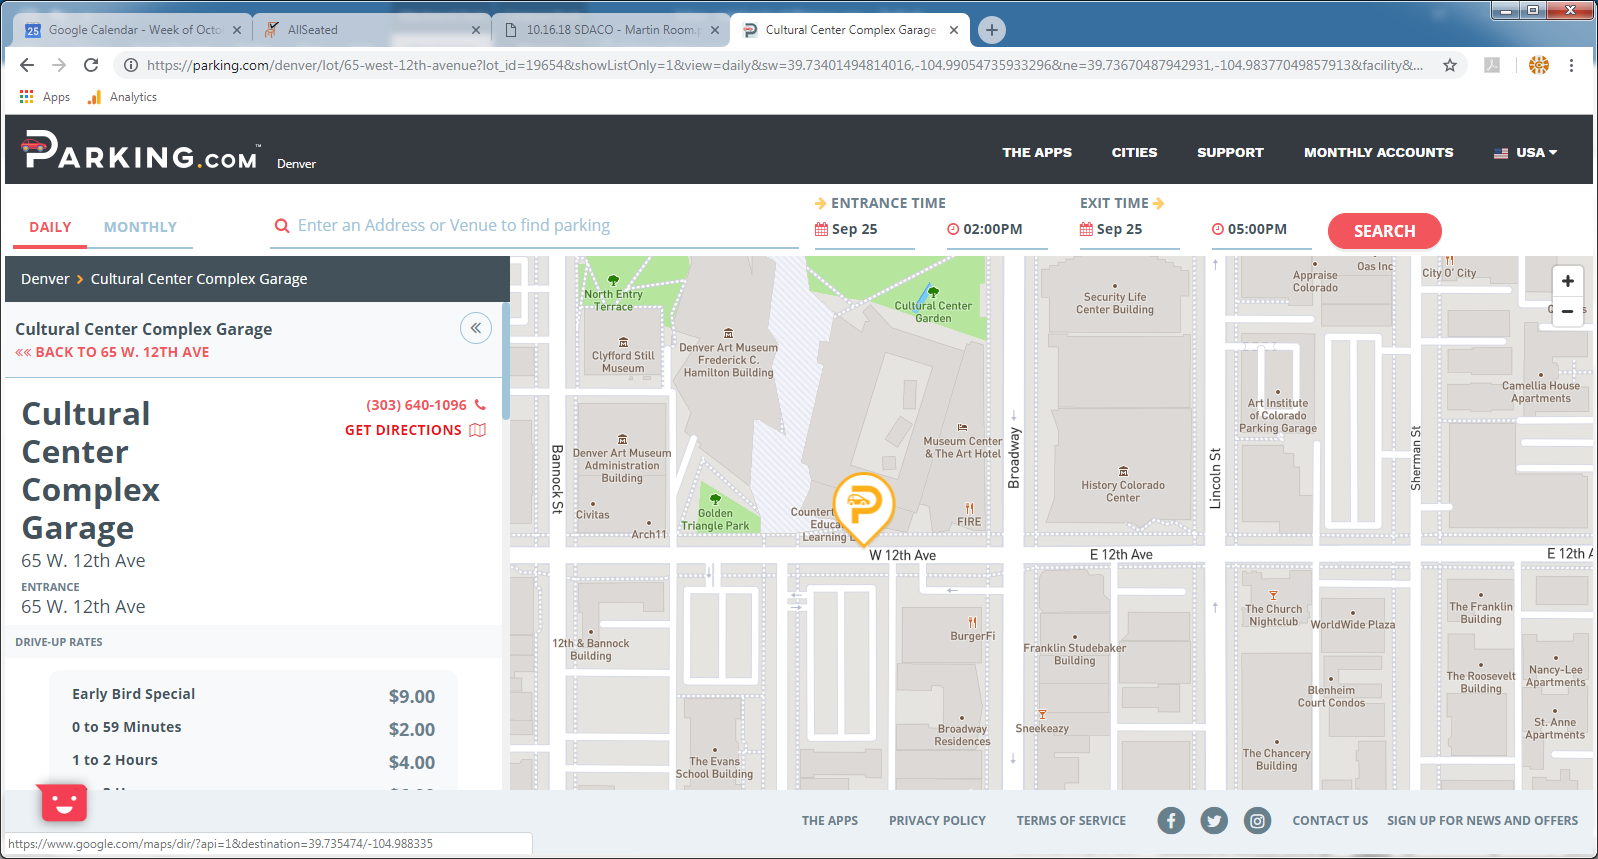 Google Calendar - Week of Octo
AllSeated
10.16.18 SDACO - Martin Room.p
Cultural Center Complex Garage
https://parking.com/denver/lot/65-west-12th-avenue?lot_id=19654&showListOnly=1&view=daily&sw=39.73401494814016,-104.99054735933296&ne=39.73670487942931,-104.98377049857913&facility&...
Apps
Analytics
PARKING.COM™
Denver
THE APPS
CITIES
SUPPORT
MONTHLY ACCOUNTS
USA
DAILY
MONTHLY
Enter an Address or Venue to find parking
ENTRANCE TIME
Sep 25
02:00PM
EXIT TIME
Sep 25
05:00PM
SEARCH
Denver > Cultural Center Complex Garage
Cultural Center Complex Garage
BACK TO 65 W. 12TH AVE
Cultural
Center
Complex
Garage
(303) 640-1096
GET DIRECTIONS
65 W. 12th Ave
ENTRANCE
65 W. 12th Ave
DRIVE-UP RATES
Early Bird Special $9.00
0 to 59 Minutes $2.00
1 to 2 Hours $4.00
North Entry
Terrace
Clyfford Still
Museum
Denver Art Museum
Frederick C.
Hamilton Building
Cultural Center
Garden
Security Life
Center Building
Appraise
Colorado
Oas Inc
City O' City
Camellia House
Apartments
Art Institute
of Colorado
Parking Garage
Museum Center
& The Art Hotel
Denver Art Museum
Administration
Building
Civitas
Arch11
Golden
Triangle Park
FIRE
History Colorado
Center
Bannock St
Broadway
Lincoln St
Sherman St
W 12th Ave
E 12th Ave
E 12th A
12th & Bannock
Building
BurgerFi
Franklin Studebaker
Building
The Church
Nightclub
WorldWide Plaza
The Franklin
Building
The Roosevelt
Building
Nancy-Lee
Apartments
Blenheim
Court Condos
St. Anne
Apartments
Broadway
Residences
Sneekeazy
The Chancery
Building
The Evans
School Building
THE APPS
PRIVACY POLICY
TERMS OF SERVICE
CONTACT US
SIGN UP FOR NEWS AND OFFERS
https://www.google.com/maps/dir/?api=1&destination=39.735474/-104.988335